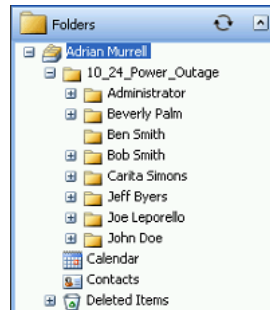 Folders
Adrian Murrell
10_24_Power_Outage
Administrator
Beverly Palm
Ben Smith
Bob Smith
Carita Simons
Jeff Byers
Joe Leporello
John Doe
Calendar
Contacts
Deleted Items